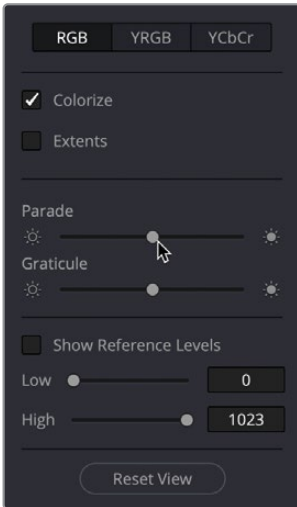 RGB YRGB YCbCr
Colorize
Extents
Parade
Graticule
Show Reference Levels
Low 0
High 1023
Reset View